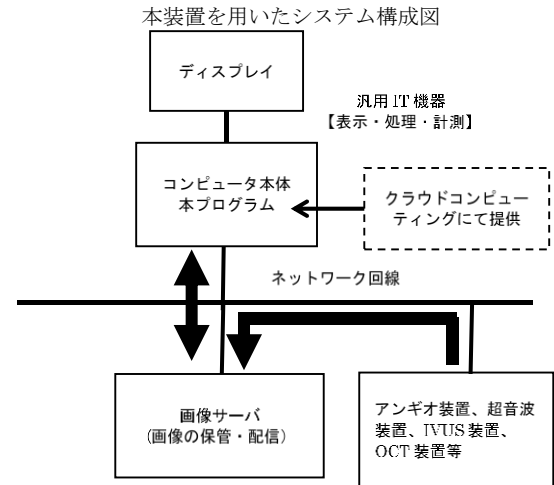 本装置を用いたシステム構成図
ディスプレイ
汎用 IT 機器
【表示・処理・計測】
コンピュータ本体
本プログラム
クラウドコンピュー
ティングにて提供
ネットワーク回線
画像サーバ
(画像の保管・配信)
アンギオ装置、超音波
装置、IVUS 装置、
OCT 装置等